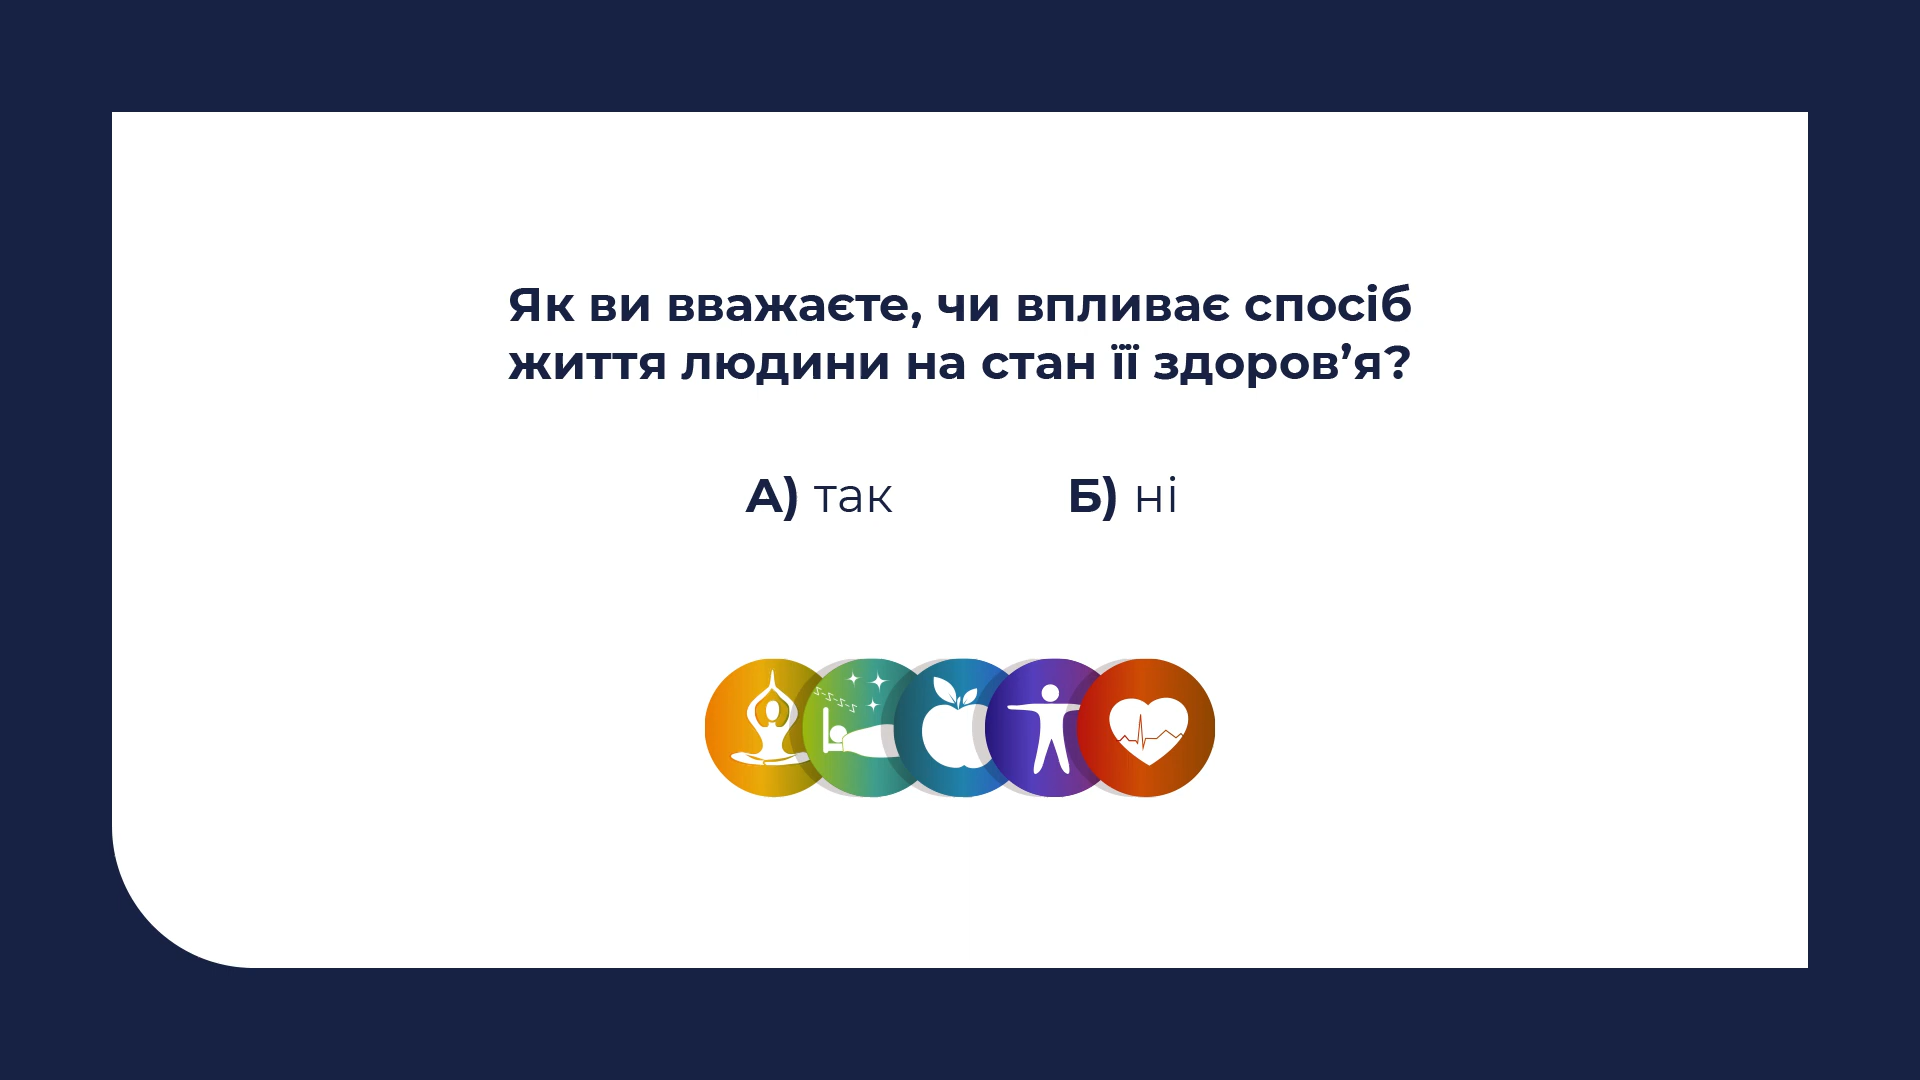 Як ви вважаєте, чи впливає спосіб
життя людини на стан її здоров’я?
А) так Б) ні